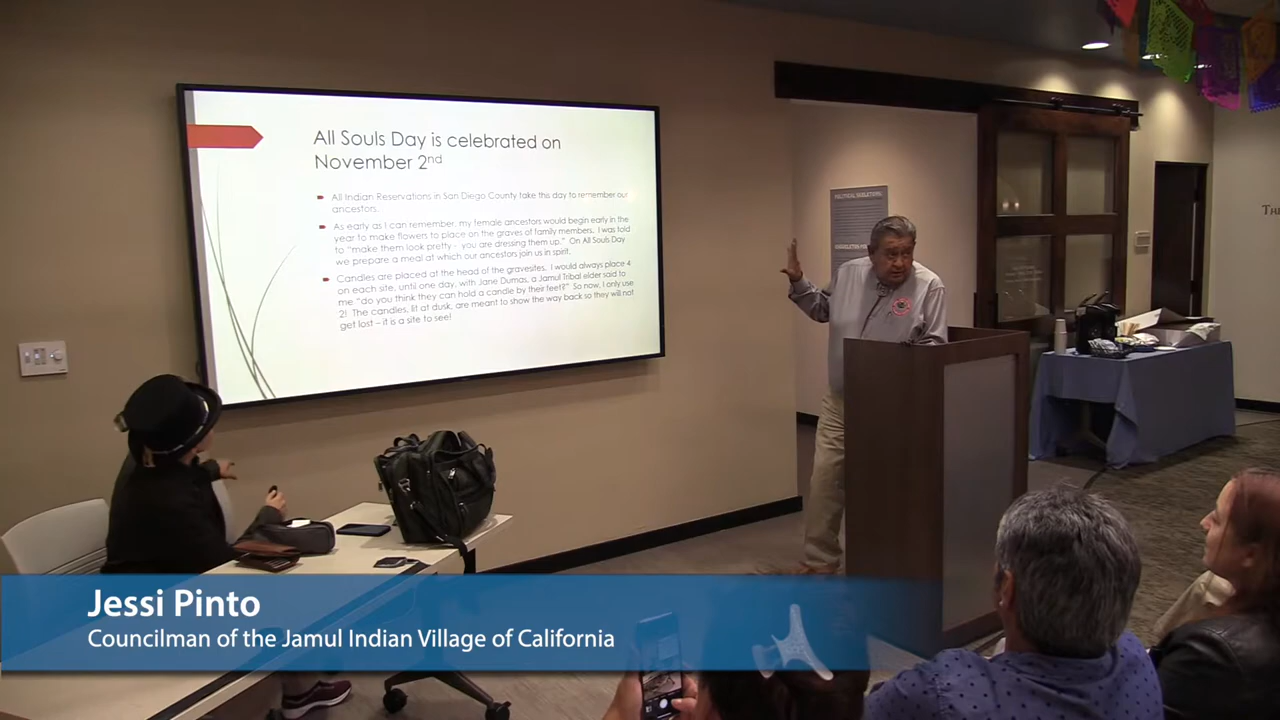 All Souls Day is celebrated on
November 2nd
All Indian Reservations in San Diego County take this day to remember our
ancestors.
As early as I can remember, my female ancestors would begin early in the
year to make flowers to place on the graves of family members. I was told
to "make them look pretty - you are dressing them up." On All Souls Day
we prepare a meal at which our ancestors join us in spirit.
Candles are placed at the head of the gravesites. I would always place 4
on each site, until one day, with Jane Dumas, a Jamul Tribal elder said to
me "do you think they can hold a candle by their feet?" So now, I only use
2! The candles, lit at dusk, are meant to show the way back so they will not
get lost – it is a site to see!
POLITICAL SKELETONS:
Jessi Pinto
Councilman of the Jamul Indian Village of California